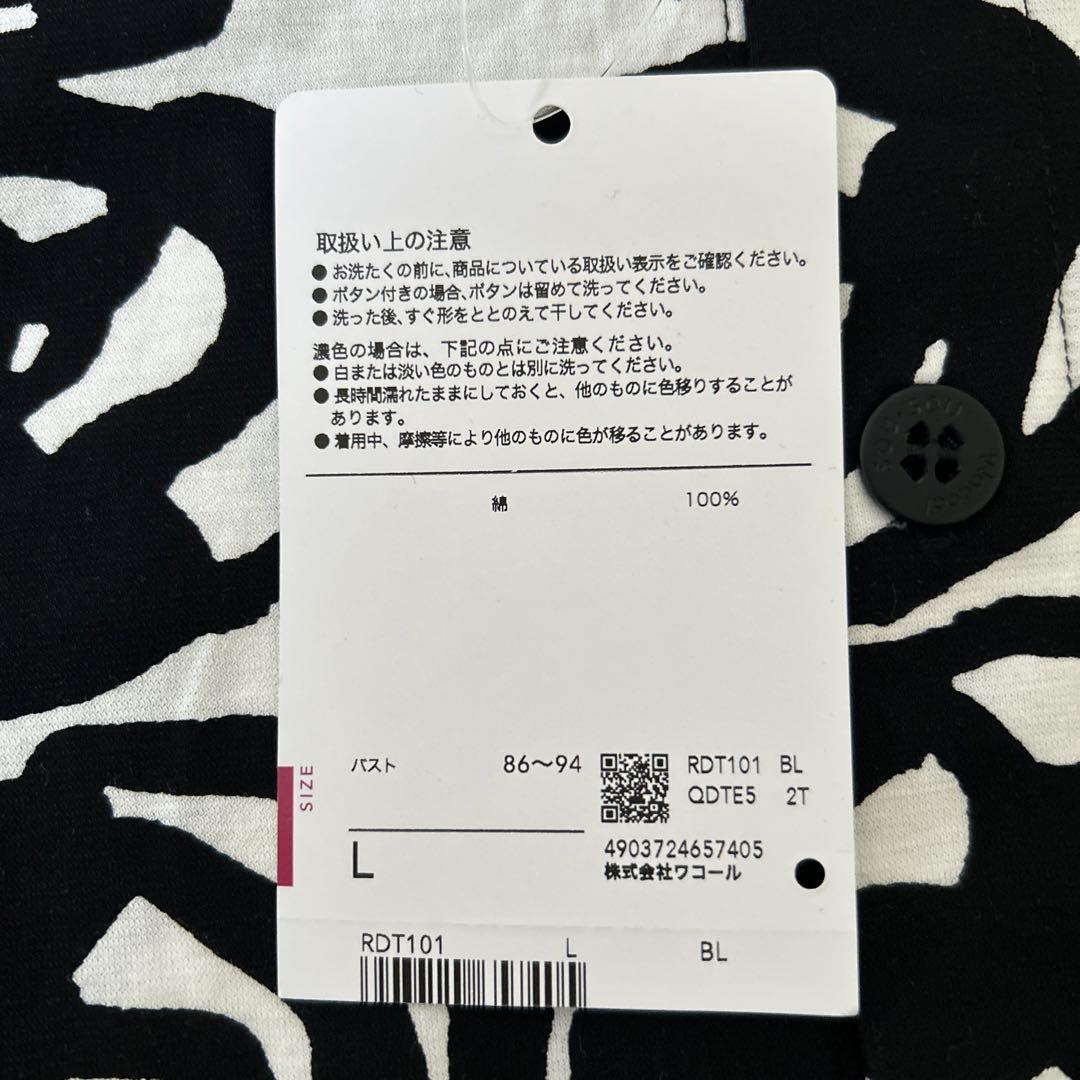 取扱い上の注意
● お洗たくの前に、商品についている取扱い表示をご確認ください。
● ボタン付きの場合、ボタンは留めて洗ってください。
● 洗った後、すぐ形をととのえて干してください。
濃色の場合は、下記の点にご注意ください。
● 白または淡い色のものとは別に洗ってください。
● 長時間濡れたままにしておくと、他のものに色移りすることが
あります。
● 着用中、摩擦等により他のものに色が移ることがあります。
綿 100%
SIZE
バスト 86〜94
L
RDT101 BL
QDTE5 2T
4903724657405
株式会社ワコール
RDT101 L BL
Wacoal
SOU・SOU